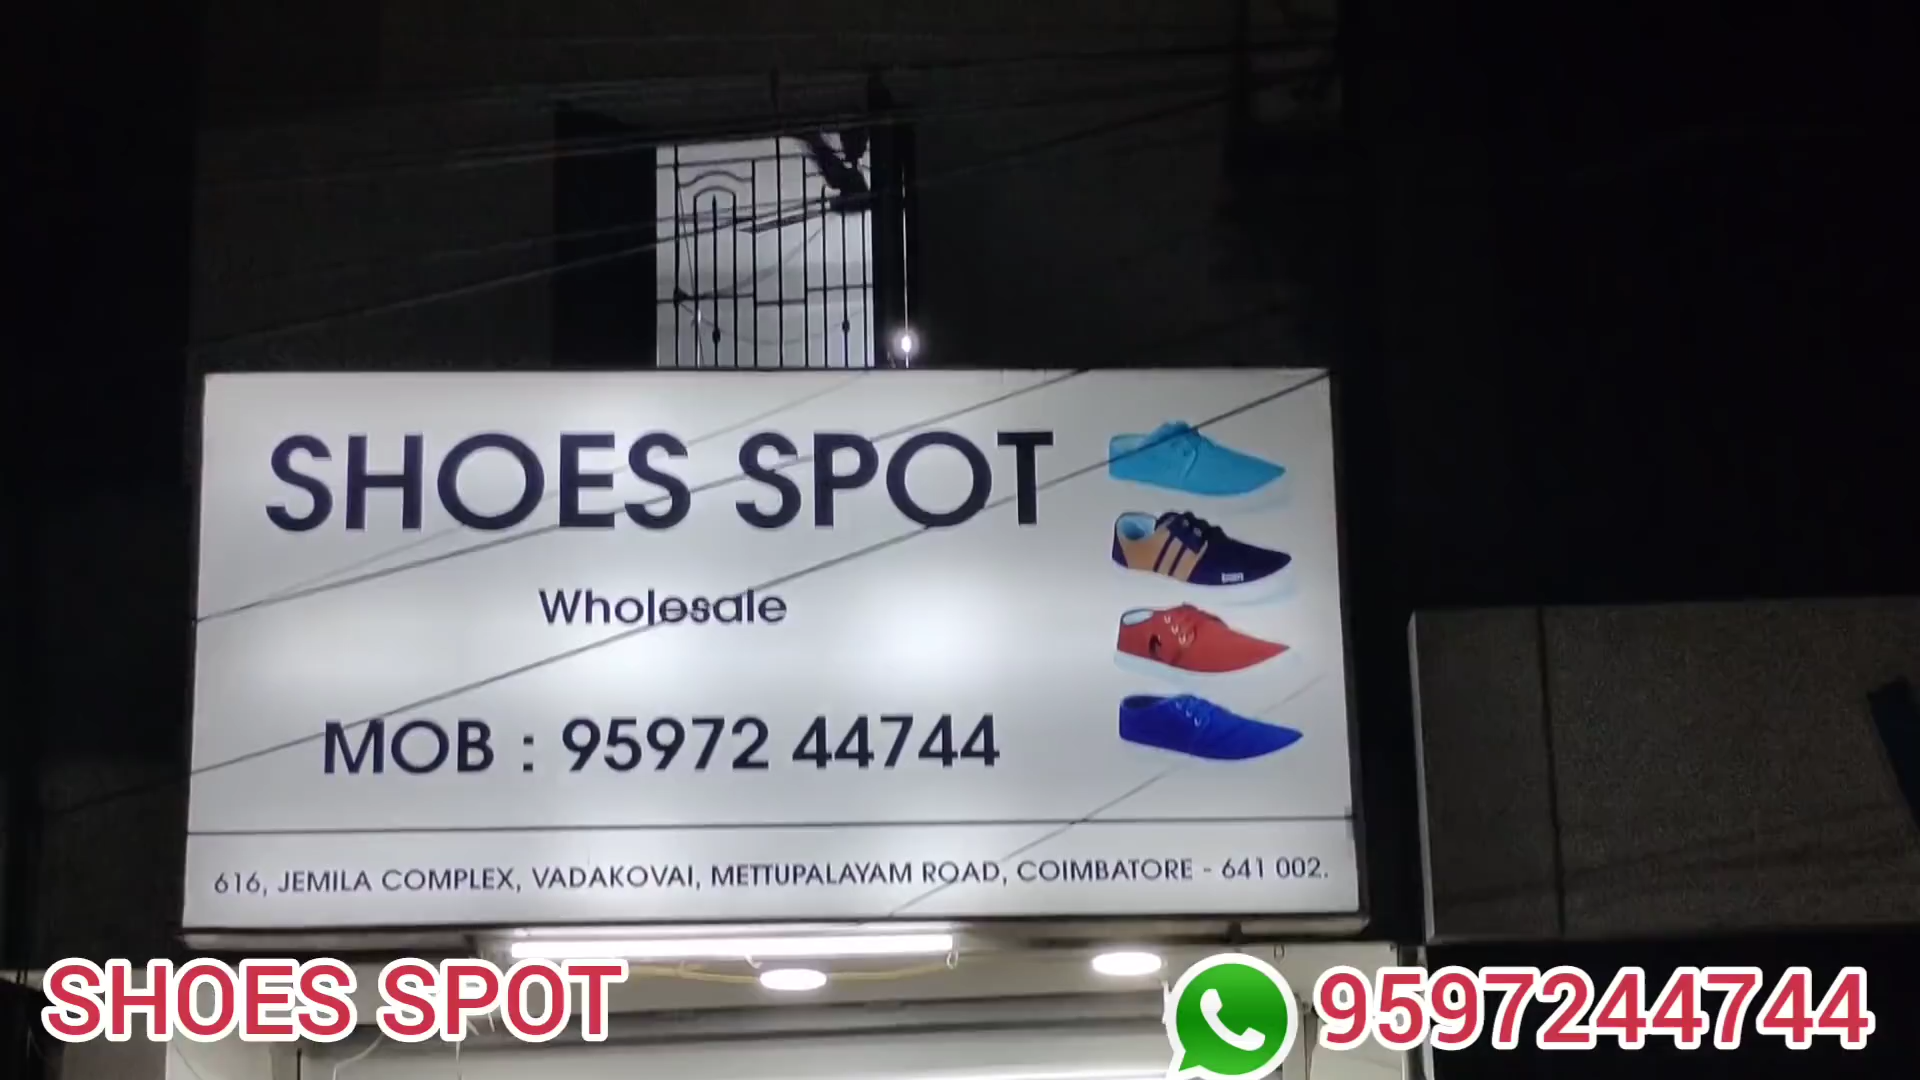 SHOES SPOT
Wholesale
MOB : 95972 44744
616, JEMILA COMPLEX, VADAKOVAI, METTUPALAYAM ROAD, COIMBATORE - 641 002.
SHOES SPOT
9597244744